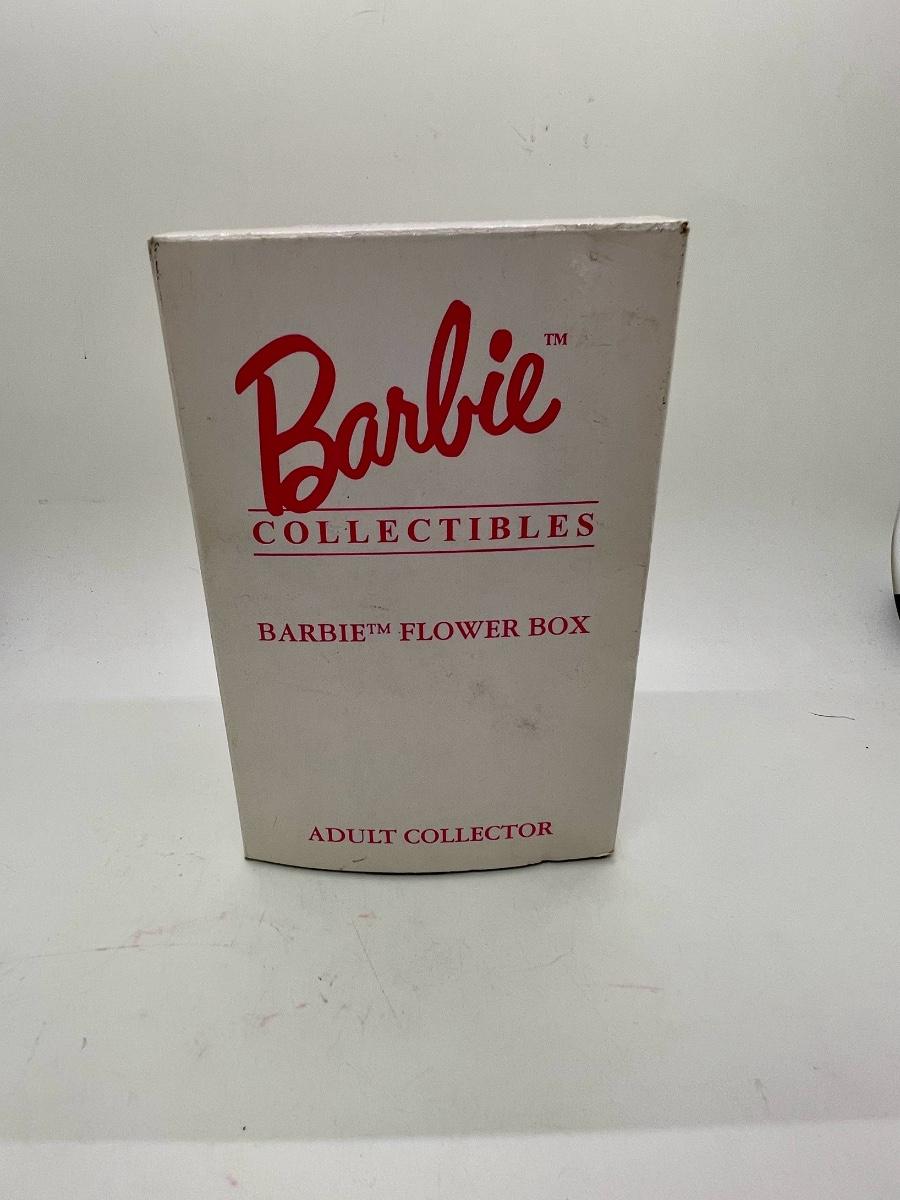 Barbie™
COLLECTIBLES
BARBIE™ FLOWER BOX
ADULT COLLECTOR